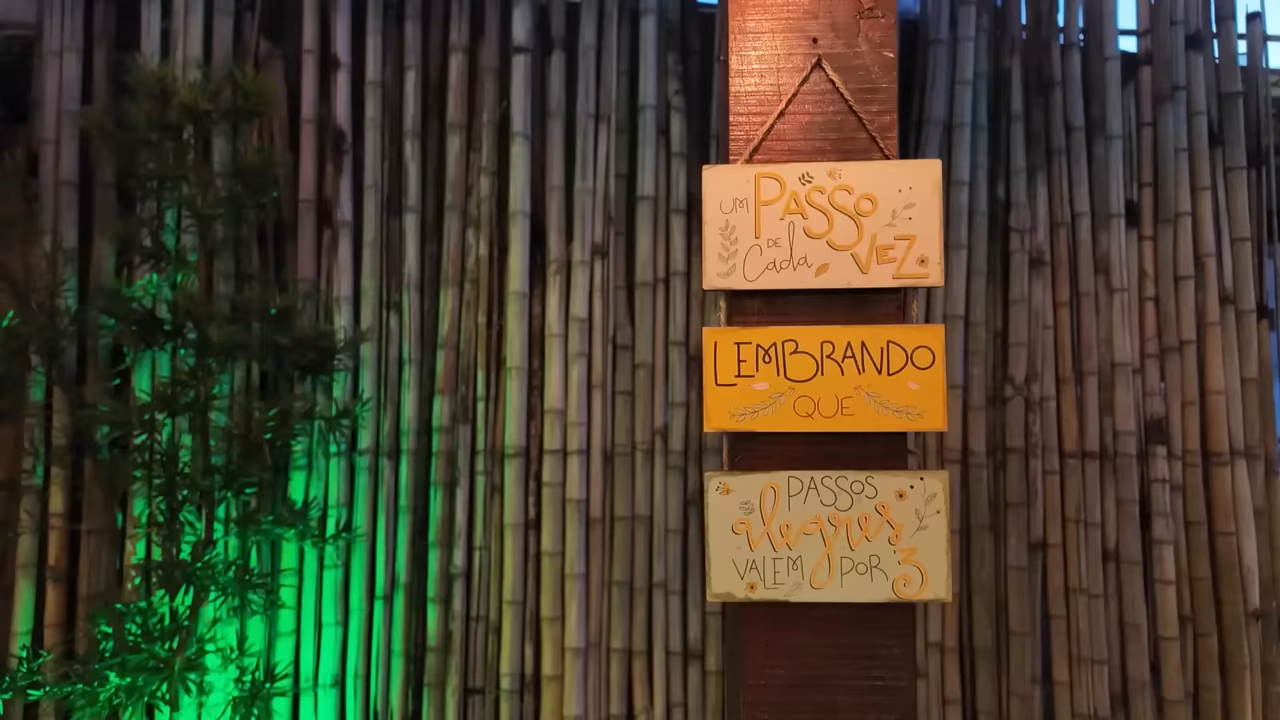 UM PASSO
DE
Cada VEZ
LEMBRANDO
QUE
PASSOS
alegres
VALEM POR 3